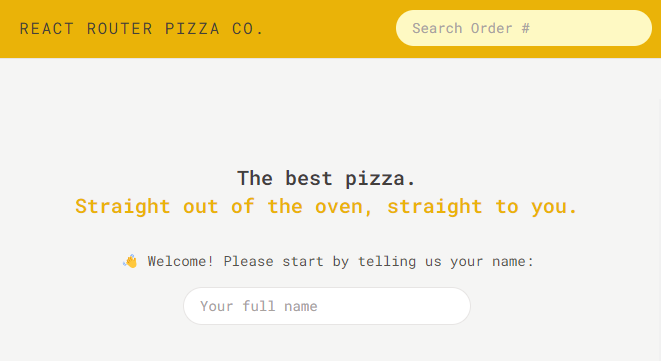 REACT ROUTER PIZZA CO.
Search Order #
The best pizza.
Straight out of the oven, straight to you.
👋 Welcome! Please start by telling us your name:
Your full name